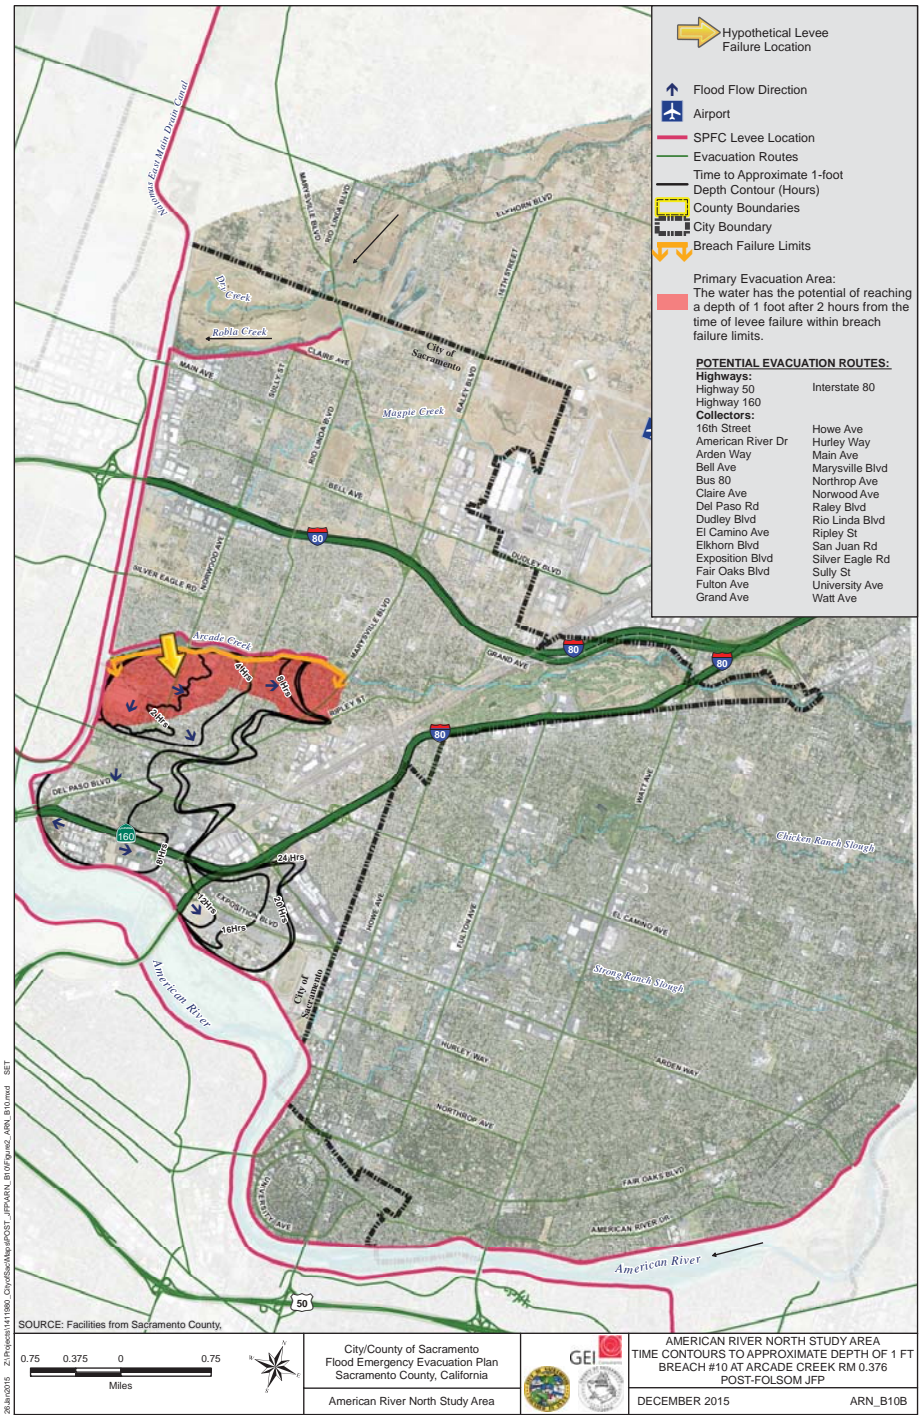 Hypothetical Levee
Failure Location
Flood Flow Direction
Airport
SPFC Levee Location
Evacuation Routes
Time to Approximate 1-foot
Depth Contour (Hours)
County Boundaries
City Boundary
Breach Failure Limits
Primary Evacuation Area:
The water has the potential of reaching
a depth of 1 foot after 2 hours from the
time of levee failure within breach
failure limits.
POTENTIAL EVACUATION ROUTES:
Highways:
Highway 50
Highway 160
Interstate 80
Collectors:
16th Street
American River Dr
Arden Way
Bell Ave
Bus 80
Claire Ave
Del Paso Rd
Dudley Blvd
El Camino Ave
Elkhorn Blvd
Exposition Blvd
Fair Oaks Blvd
Fulton Ave
Grand Ave
Howe Ave
Hurley Way
Main Ave
Marysville Blvd
Northrop Ave
Norwood Ave
Raley Blvd
Rio Linda Blvd
Ripley St
San Juan Rd
Silver Eagle Rd
Sully St
University Ave
Watt Ave
Natomas East Main Drain Canal
MARYSVILLE BLVD
RIO LINDA BLVD
ELKHORN BLVD
16TH STREET
Dry
Creek
Robla Creek
CLAIRE AVE
MAIN AVE
SULLY ST
City of
Sacramento
RALEY BLVD
RIO LINDA BLVD
Magpie Creek
BELL AVE
80
NORWOOD AVE
SILVER EAGLE RD
DUDLEY BLVD
MARYSVILLE BLVD
Arcade Creek
GRAND AVE
80
80
4 Hrs
8 Hrs
2 Hrs
RIPLEY ST
80
DEL PASO BLVD
WATT AVE
160
8 Hrs
24 Hrs
Chicken Ranch Slough
12Hrs
EXPOSITION BLVD
20 Hrs
16Hrs
HOWE AVE
FULTON AVE
EL CAMINO AVE
Strong Ranch Slough
City of
Sacramento
American River
HURLEY WAY
ARDEN WAY
NORTHROP AVE
FAIR OAKS BLVD
UNIVERSITY AVE
AMERICAN RIVER DR
American River
50
SOURCE: Facilities from Sacramento County,
0.75 0.375 0 0.75
Miles
N
W
E
S
City/County of Sacramento
Flood Emergency Evacuation Plan
Sacramento County, California
American River North Study Area
GEI
AMERICAN RIVER NORTH STUDY AREA
TIME CONTOURS TO APPROXIMATE DEPTH OF 1 FT
BREACH #10 AT ARCADE CREEK RM 0.376
POST-FOLSOM JFP
DECEMBER 2015 ARN_B10B